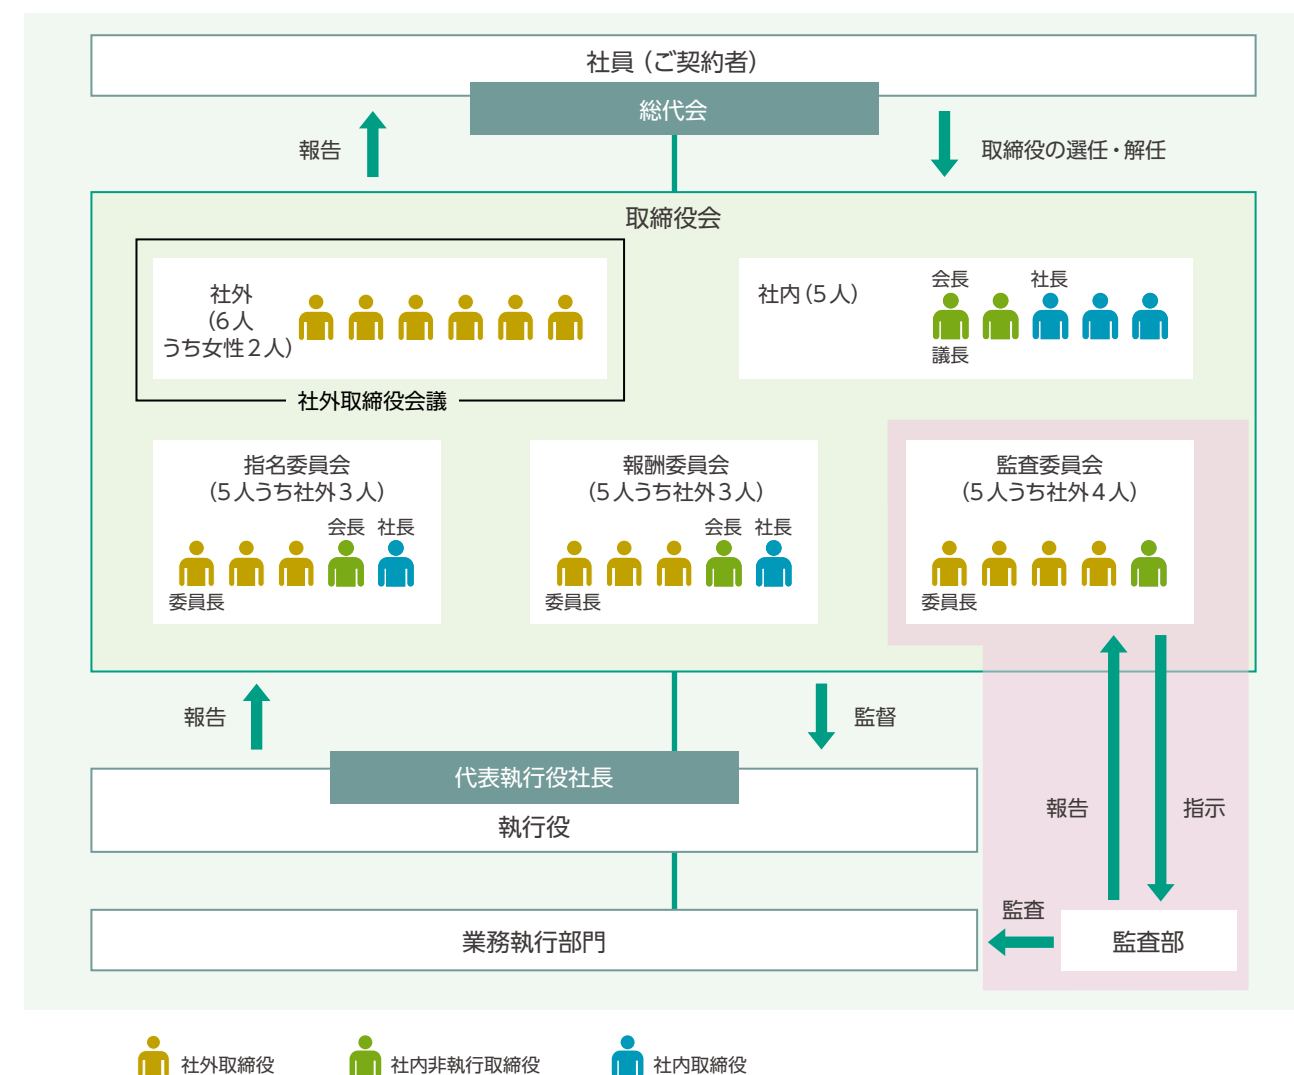 社員（ご契約者）
総代会
報告
取締役の選任・解任
取締役会
社外
（6人
うち女性2人）
社外取締役会議
社内（5人）
会長
社長
議長
指名委員会
（5人うち社外3人）
会長 社長
委員長
報酬委員会
（5人うち社外3人）
会長 社長
委員長
監査委員会
（5人うち社外4人）
委員長
報告
監督
代表執行役社長
執行役
報告
指示
業務執行部門
監査
監査部
社外取締役
社内非執行取締役
社内取締役